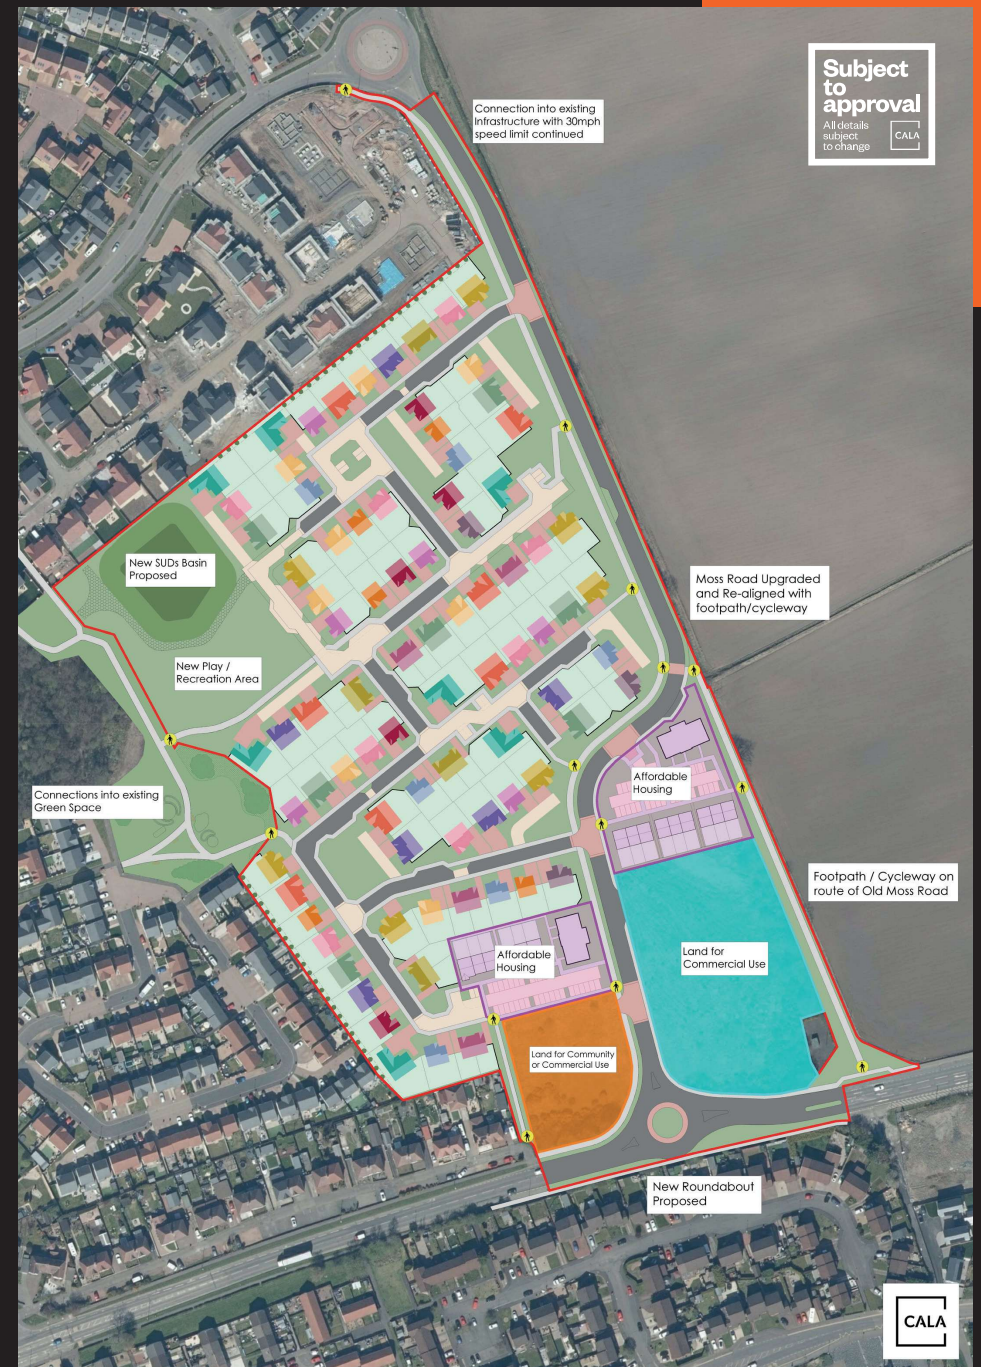 Subject
to
approval
All details
subject
to change
CALA
Connection into existing
Infrastructure with 30mph
speed limit continued
New SUDs Basin
Proposed
Moss Road Upgraded
and Re-aligned with
footpath/cycleway
New Play /
Recreation Area
Connections into existing
Green Space
Affordable
Housing
Footpath / Cycleway on
route of Old Moss Road
Land for
Commercial Use
Affordable
Housing
Land for Community
or Commercial Use
New Roundabout
Proposed
CALA